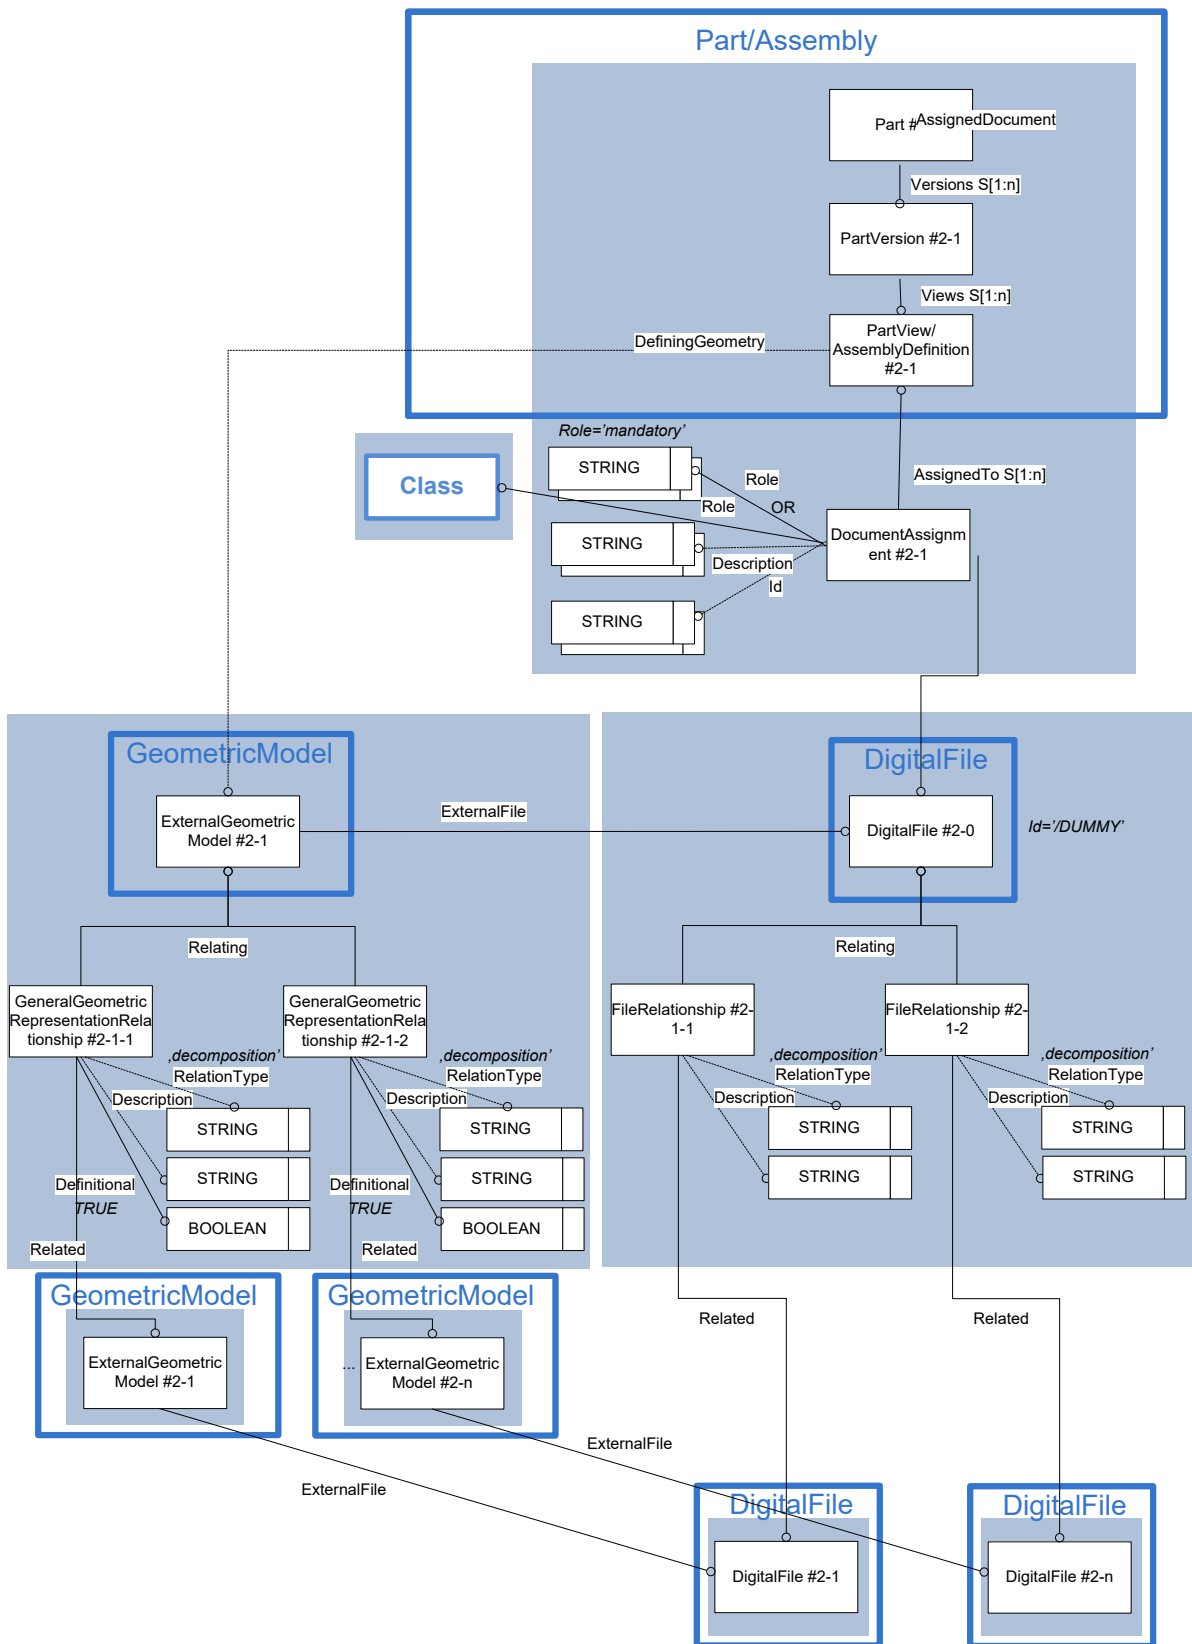 Part/Assembly
Part #
AssignedDocument
Versions S[1:n]
PartVersion #2-1
Views S[1:n]
PartView/
AssemblyDefinition
#2-1
DefiningGeometry
Role='mandatory'
STRING
Class
Role
Role
OR
AssignedTo S[1:n]
DocumentAssignm
ent #2-1
STRING
Description
Id
STRING
GeometricModel
ExternalGeometric
Model #2-1
ExternalFile
DigitalFile
DigitalFile #2-0
Id='/DUMMY'
Relating
Relating
GeneralGeometric
RepresentationRela
tionship #2-1-1
GeneralGeometric
RepresentationRela
tionship #2-1-2
FileRelationship #2-
1-1
FileRelationship #2-
1-2
‚decomposition’
RelationType
Description
STRING
STRING
Definitional
TRUE
BOOLEAN
Related
‚decomposition’
RelationType
Description
STRING
STRING
Definitional
TRUE
BOOLEAN
Related
‚decomposition’
RelationType
Description
STRING
STRING
‚decomposition’
RelationType
Description
STRING
STRING
GeometricModel
ExternalGeometric
Model #2-1
GeometricModel
...
ExternalGeometric
Model #2-n
Related
Related
ExternalFile
ExternalFile
DigitalFile
DigitalFile #2-1
DigitalFile
DigitalFile #2-n